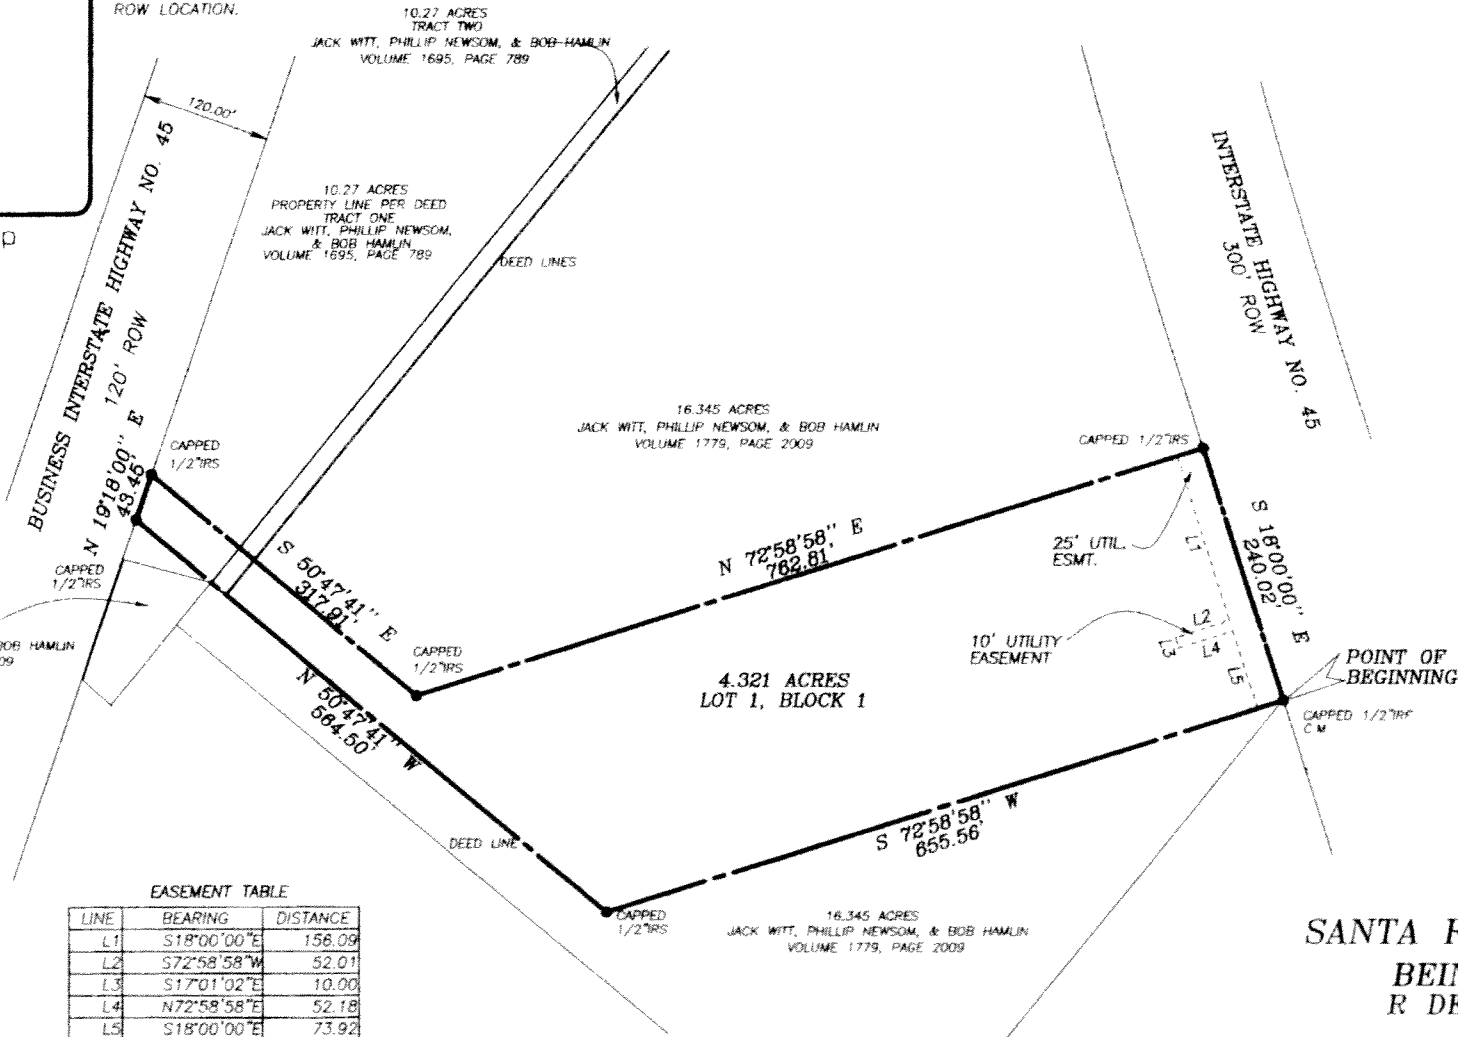 ROW LOCATION.
10.27 ACRES
TRACT TWO
JACK WITT, PHILLIP NEWSOM, & BOB HAMLIN
VOLUME 1695, PAGE 789
120.00'
BUSINESS INTERSTATE HIGHWAY NO. 45
120' ROW
10.27 ACRES
PROPERTY LINE PER DEED
TRACT ONE
JACK WITT, PHILLIP NEWSOM,
& BOB HAMLIN
VOLUME 1695, PAGE 789
DEED LINES
INTERSTATE HIGHWAY NO. 45
300' ROW
16.345 ACRES
JACK WITT, PHILLIP NEWSOM, & BOB HAMLIN
VOLUME 1779, PAGE 2009
CAPPED 1/2"IRS
CAPPED
1/2"IRS
N 19°18'00" E
43.45'
CAPPED
1/2"IRS
S 50°47'41" E
317.91'
CAPPED
1/2"IRS
N 72°58'58" E
762.81'
25' UTIL.
ESMT.
L1
S 18°00'00" E
240.02'
10' UTILITY
EASEMENT
L2
L3
L4
L5
POINT OF
BEGINNING
CAPPED 1/2"IRF
C M
BOB HAMLIN
09
4.321 ACRES
LOT 1, BLOCK 1
N 50°47'41" W
564.50'
DEED LINE
S 72°58'58" W
655.56'
CAPPED
1/2"IRS
16.345 ACRES
JACK WITT, PHILLIP NEWSOM, & BOB HAMLIN
VOLUME 1779, PAGE 2009
EASEMENT TABLE
LINE BEARING DISTANCE
L1 S18°00'00"E 156.09
L2 S72°58'58"W 52.01
L3 S17°01'02"E 10.00
L4 N72°58'58"E 52.18
L5 S18°00'00"E 73.92
SANTA
BEIN
R DE